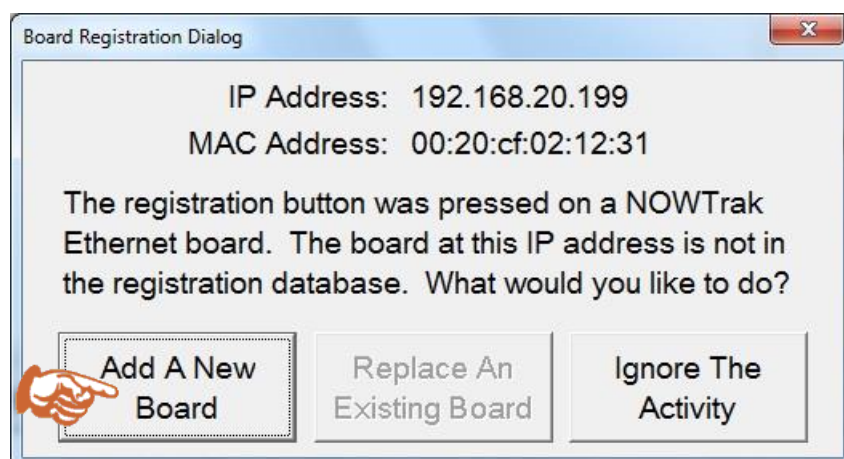 Board Registration Dialog
IP Address: 192.168.20.199
MAC Address: 00:20:cf:02:12:31
The registration button was pressed on a NOWTrak
Ethernet board. The board at this IP address is not in
the registration database. What would you like to do?
Add A New
Board
Replace An
Existing Board
Ignore The
Activity